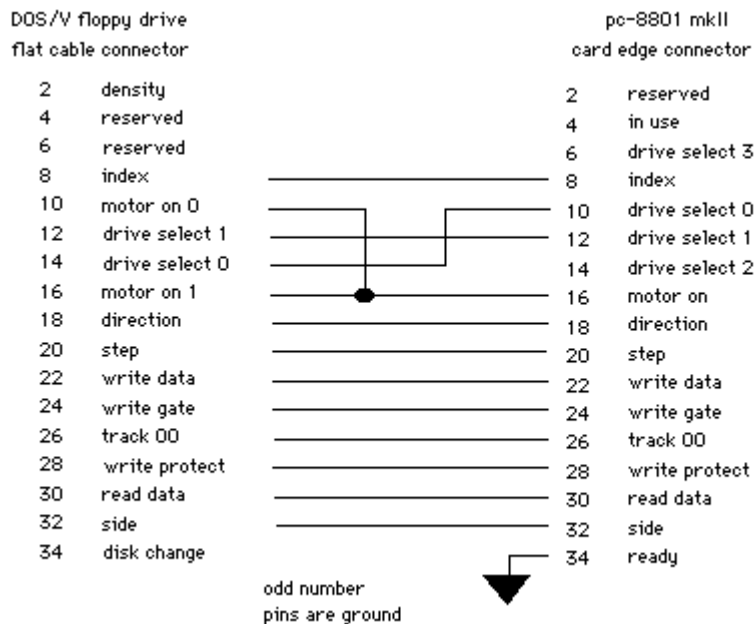 DOS/V floppy drive
flat cable connector
2 density
4 reserved
6 reserved
8 index
10 motor on 0
12 drive select 1
14 drive select 0
16 motor on 1
18 direction
20 step
22 write data
24 write gate
26 track 00
28 write protect
30 read data
32 side
34 disk change
pc-8801 mkII
card edge connector
2 reserved
4 in use
6 drive select 3
8 index
10 drive select 0
12 drive select 1
14 drive select 2
16 motor on
18 direction
20 step
22 write data
24 write gate
26 track 00
28 write protect
30 read data
32 side
34 ready
odd number
pins are ground